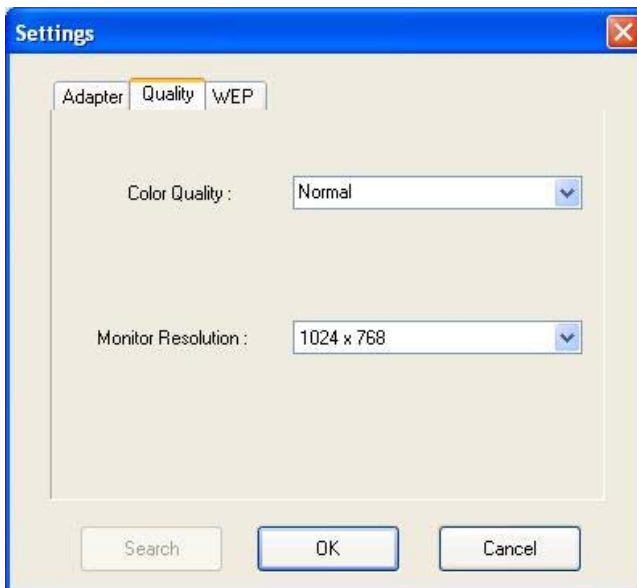 Settings
Adapter Quality WEP
Color Quality : Normal
Monitor Resolution : 1024 x 768
Search OK Cancel